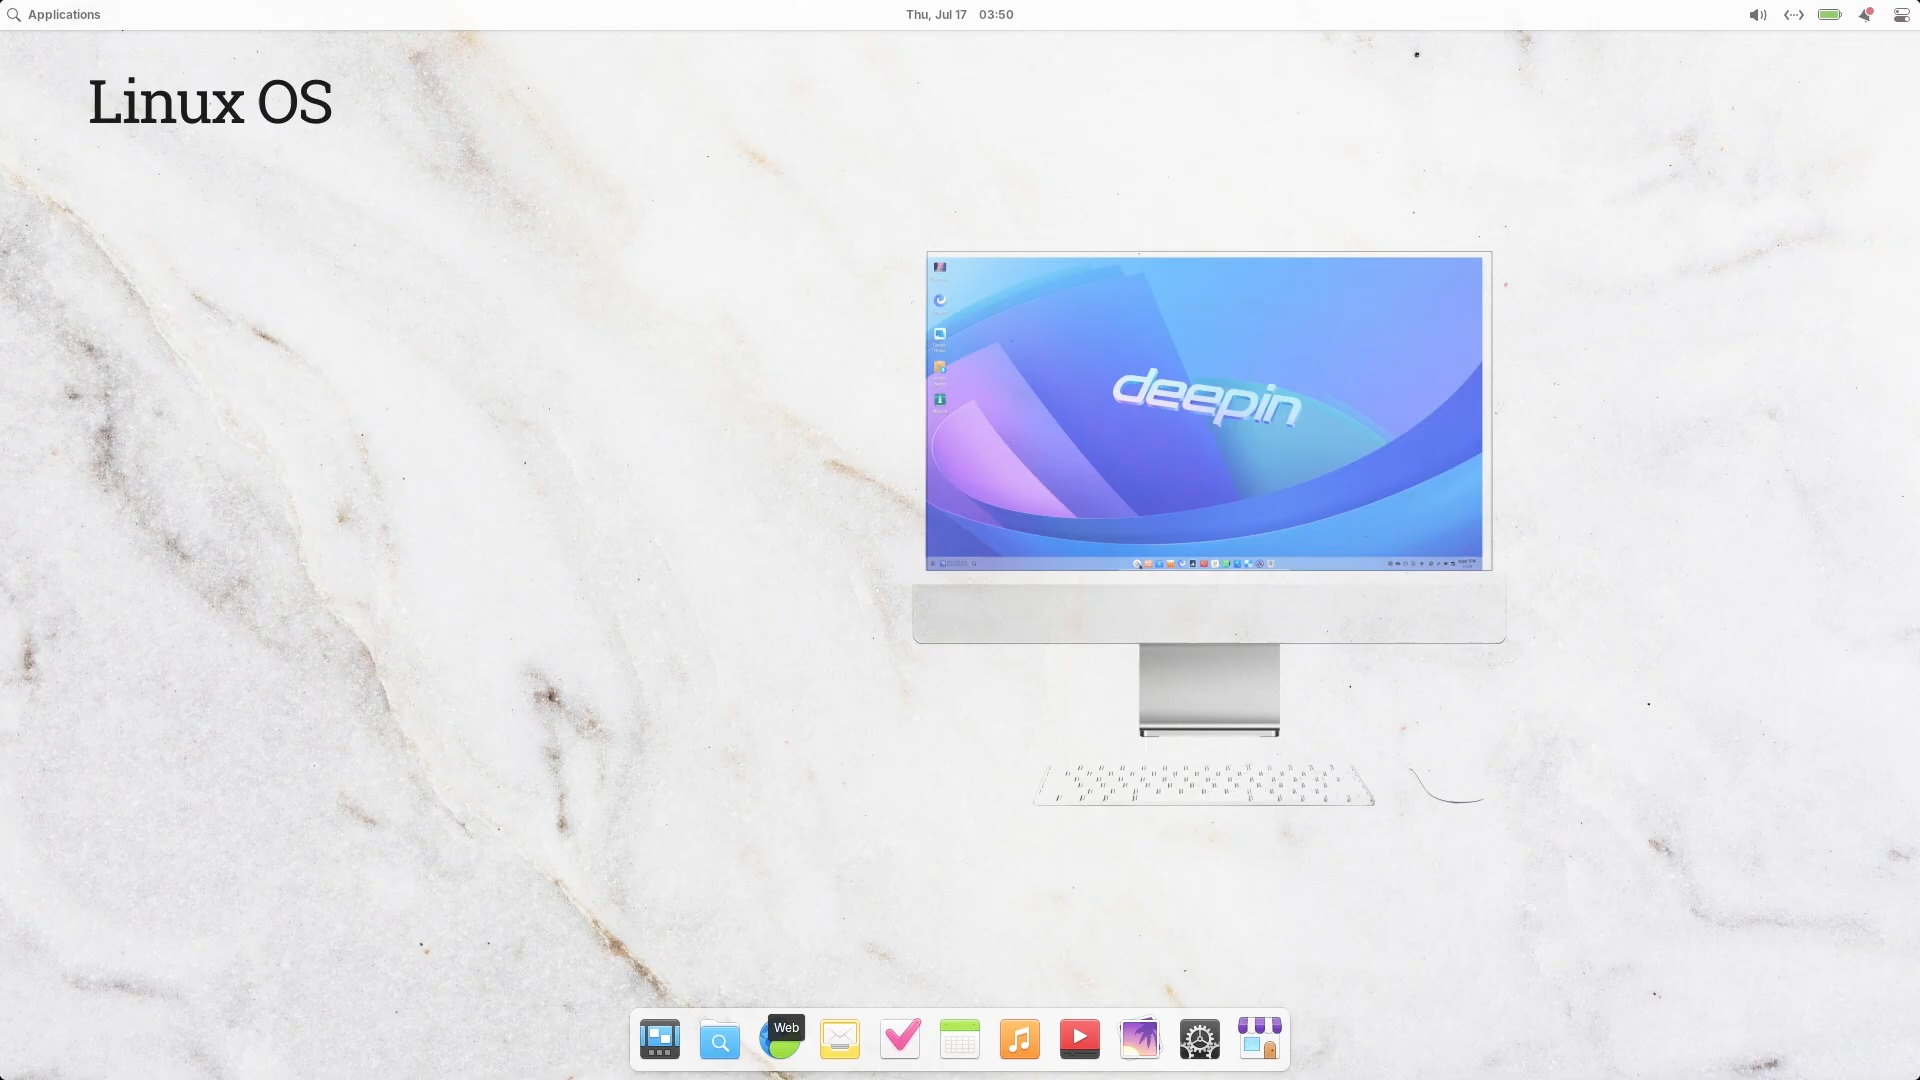 Applications
Thu, Jul 17 03:50
Linux OS
deepin
Web